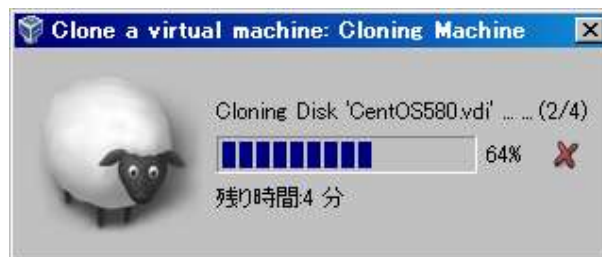 Clone a virtual machine: Cloning Machine
Cloning Disk 'CentOS580.vdi' ... ... (2/4)
64%
残り時間:4 分